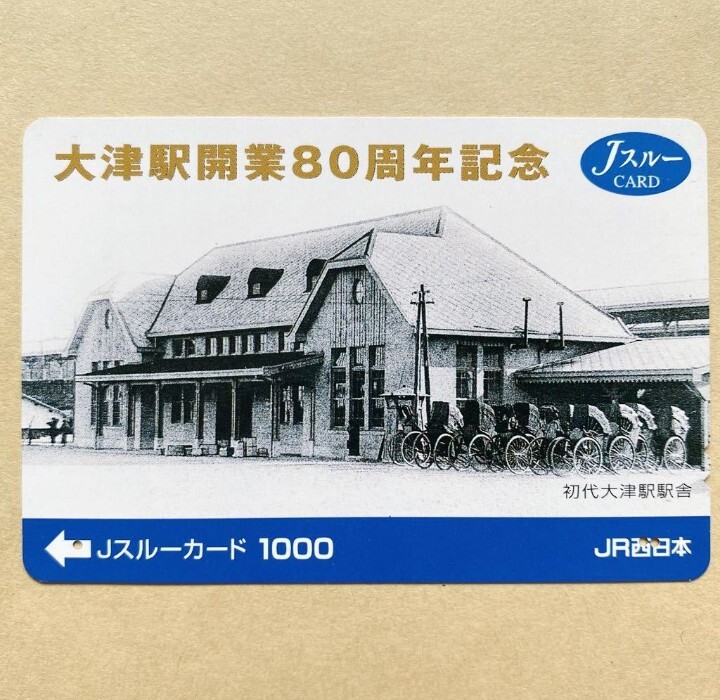 大津駅開業80周年記念
Jスルー
CARD
初代大津駅駅舎
Jスルーカード 1000
JR西日本